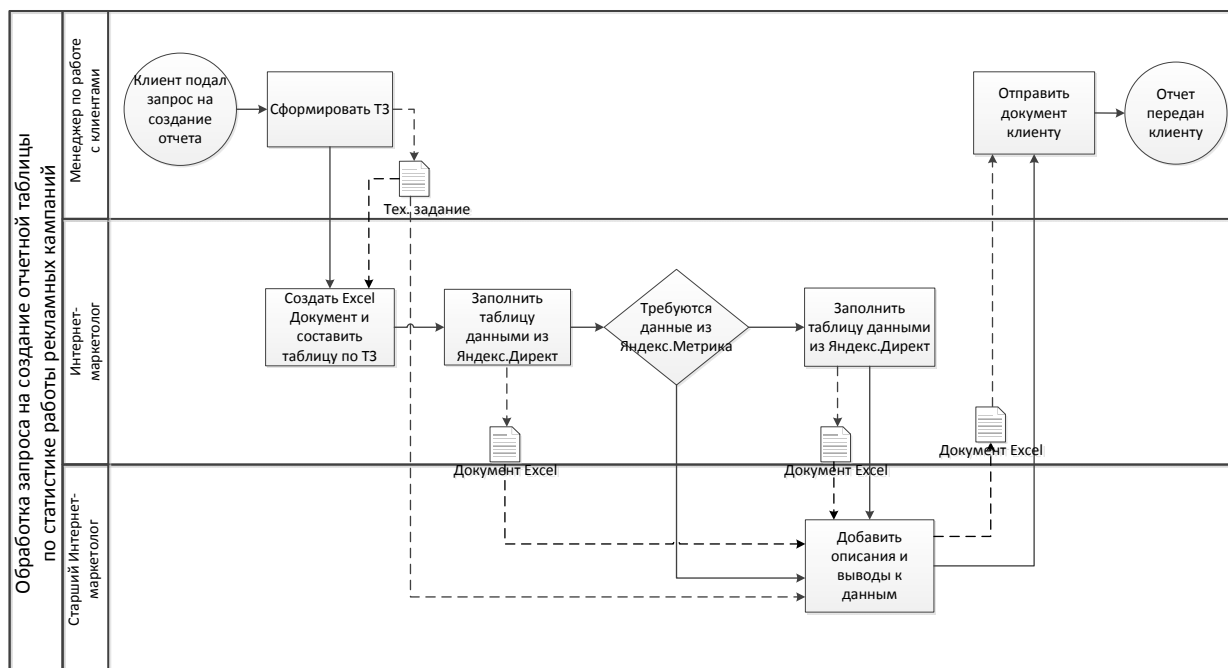 Обработка запроса на создание отчетной таблицы
по статистике работы рекламных кампаний
Менеджер по работе
с клиентами
Клиент подал
запрос на
создание
отчета
Сформировать ТЗ
Тех. задание
Отправить
документ
клиенту
Отчет
передан
клиенту
Интернет-
маркетолог
Создать Excel
Документ и
составить
таблицу по ТЗ
Заполнить
таблицу
данными из
Яндекс.Директ
Требуются
данные из
Яндекс.Метрика
Заполнить
таблицу данными
из Яндекс.Директ
Документ Excel
Документ Excel
Документ Excel
Старший Интернет-
маркетолог
Добавить
описания и
выводы к
данным